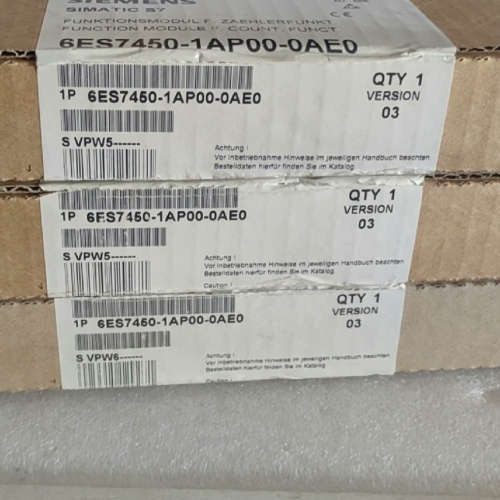 SIEMENS
SIMATIC S7
FUNKTIONSMODUL F. ZAEHLERFUNKT.
FUNCTION MODULE F. COUNT. FUNCT
6ES7450-1AP00-0AE0
1P 6ES7450-1AP00-0AE0
QTY 1
VERSION
03
S VPW5------
Achtung !
Vor Inbetriebnahme Hinweise im jeweiligen Handbuch beachten.
Bestelldaten hierfür finden Sie im Katalog.
1P 6ES7450-1AP00-0AE0
QTY 1
VERSION
03
S VPW5------
Achtung !
Vor Inbetriebnahme Hinweise im jeweiligen Handbuch beachten.
Bestelldaten hierfür finden Sie im Katalog.
Caution !
1P 6ES7450-1AP00-0AE0
QTY 1
VERSION
03
S VPW6------
Achtung !
Vor Inbetriebnahme Hinweise im jeweiligen Handbuch beachten.
Bestelldaten hierfür finden Sie im Katalog.
Caution !